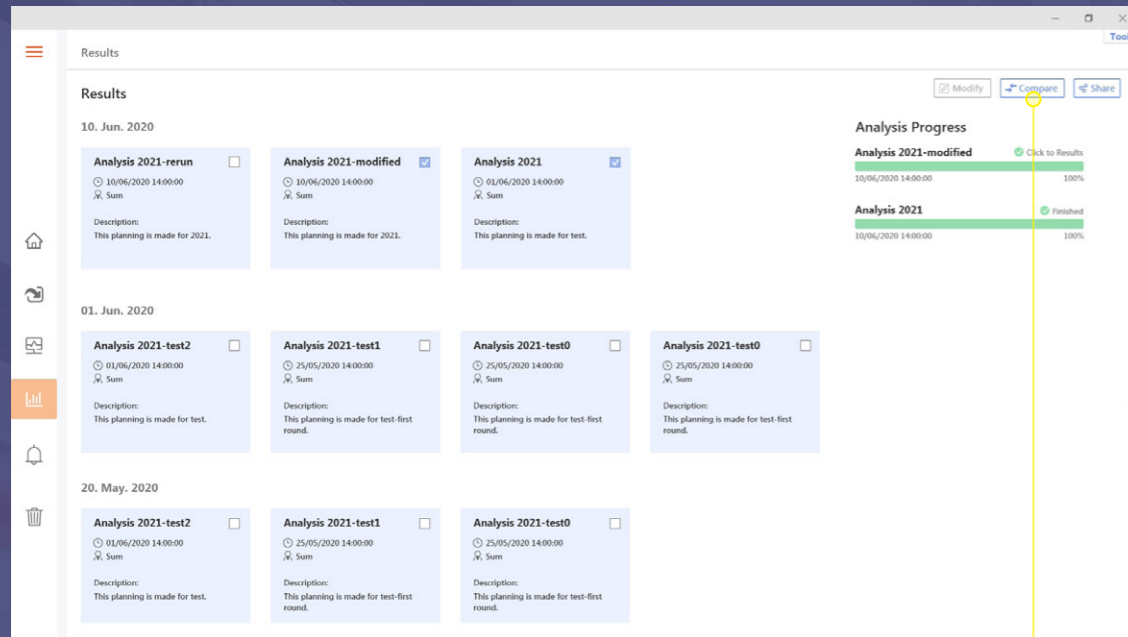 Tool
Results
Results
Modify
Compare
Share
10. Jun. 2020
Analysis 2021-rerun
10/06/2020 14:00:00
Sum
Description:
This planning is made for 2021.
Analysis 2021-modified
10/06/2020 14:00:00
Sum
Description:
This planning is made for 2021.
Analysis 2021
01/06/2020 14:00:00
Sum
Description:
This planning is made for test.
Analysis Progress
Analysis 2021-modified
Click to Results
10/06/2020 14:00:00
100%
Analysis 2021
Finished
10/06/2020 14:00:00
100%
01. Jun. 2020
Analysis 2021-test2
01/06/2020 14:00:00
Sum
Description:
This planning is made for test.
Analysis 2021-test1
25/05/2020 14:00:00
Sum
Description:
This planning is made for test-first
round.
Analysis 2021-test0
25/05/2020 14:00:00
Sum
Description:
This planning is made for test-first
round.
Analysis 2021-test0
25/05/2020 14:00:00
Sum
Description:
This planning is made for test-first
round.
20. May. 2020
Analysis 2021-test2
01/06/2020 14:00:00
Sum
Description:
This planning is made for test.
Analysis 2021-test1
25/05/2020 14:00:00
Sum
Description:
This planning is made for test-first
round.
Analysis 2021-test0
25/05/2020 14:00:00
Sum
Description:
This planning is made for test-first
round.